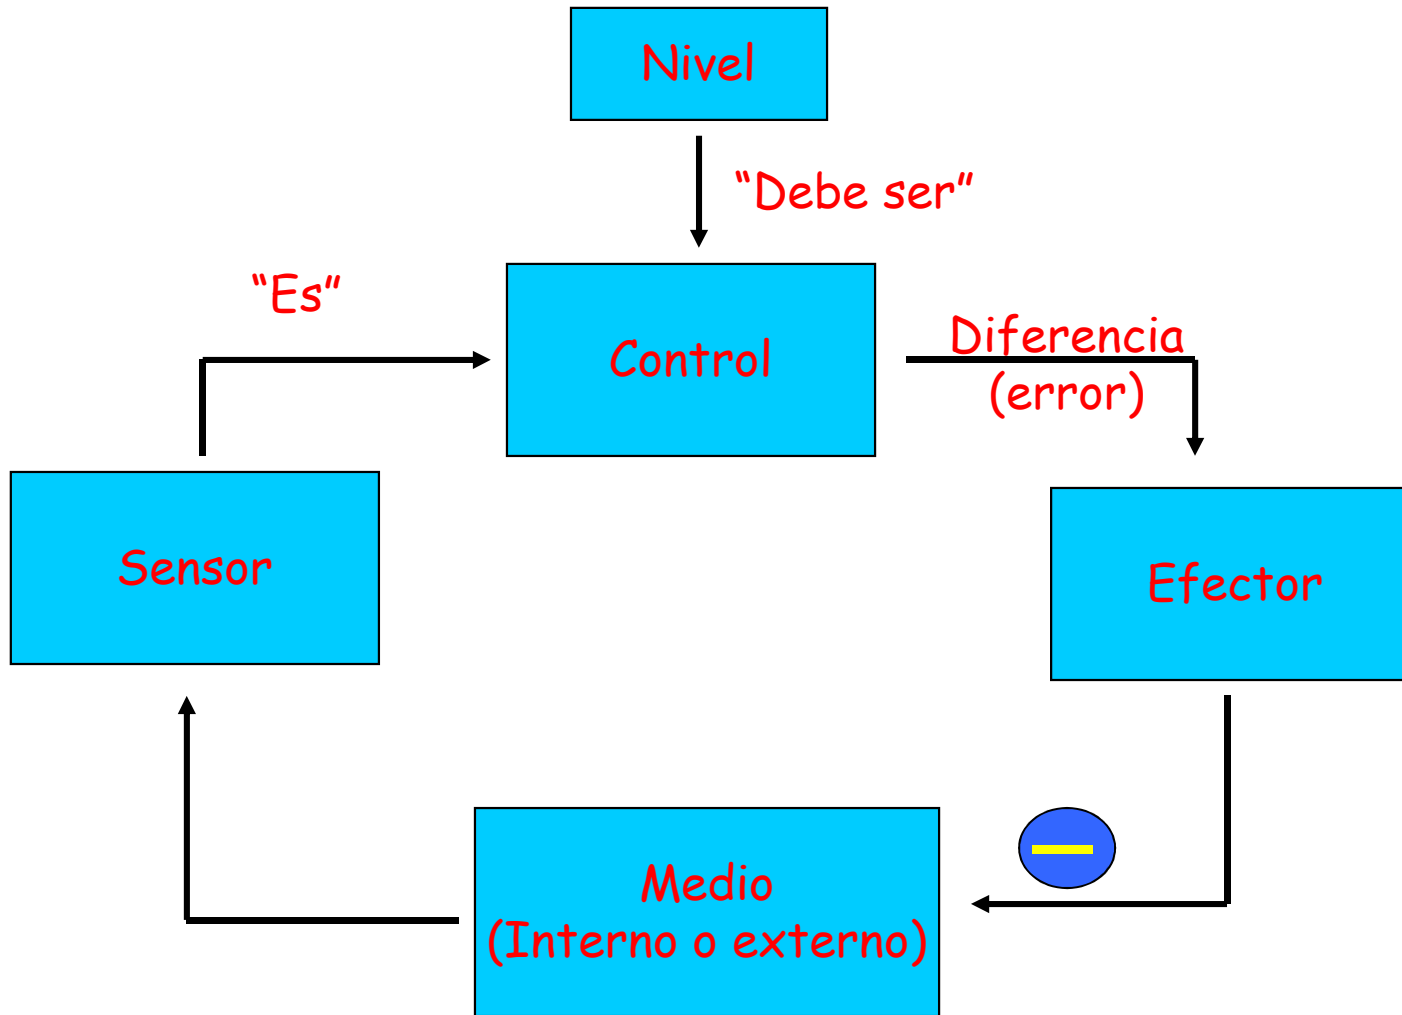 Nivel
“Debe ser”
“Es”
Control
Diferencia
(error)
Sensor
Efector
Medio
(Interno o externo)